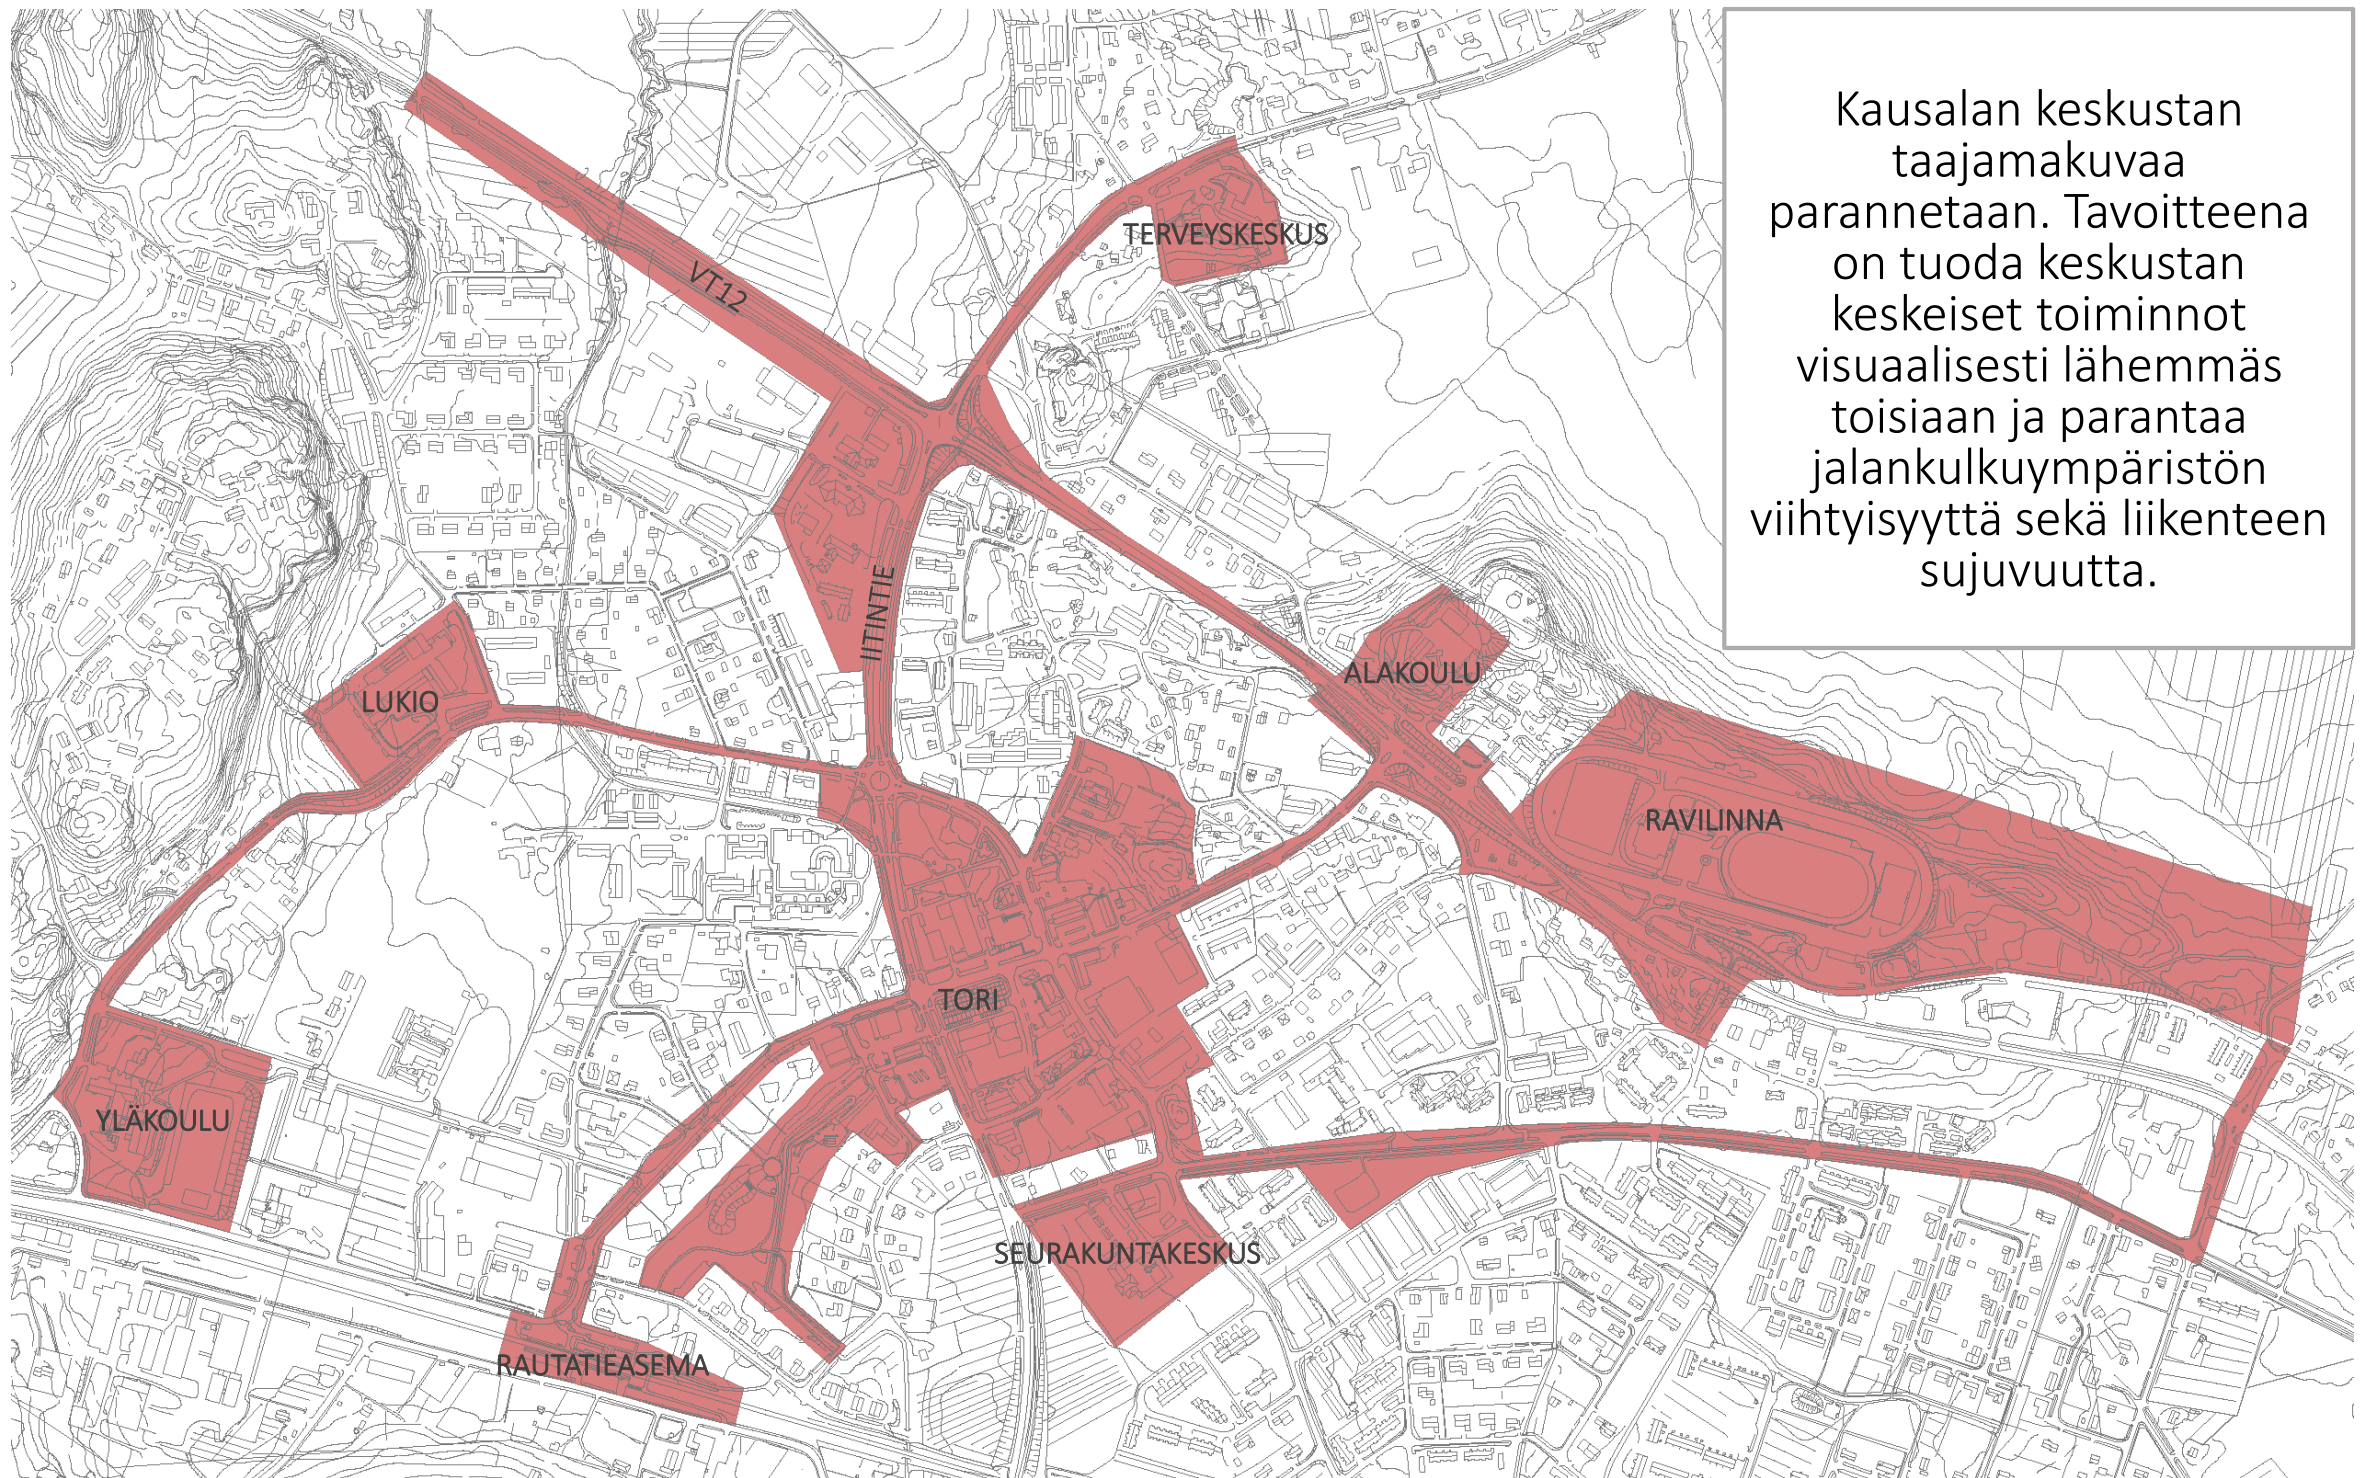 Kausalan keskustan
taajamakuvaa
parannetaan. Tavoitteena
on tuoda keskustan
keskeiset toiminnot
visuaalisesti lähemmäs
toisiaan ja parantaa
jalankulkuympäristön
viihtyisyyttä sekä liikenteen
sujuvuutta.
TERVEYSKESKUS
VT12
IITINTIE
ALAKOULU
LUKIO
RAVILINNA
TORI
YLÄKOULU
SEURAKUNTAKESKUS
RAUTATIEASEMA